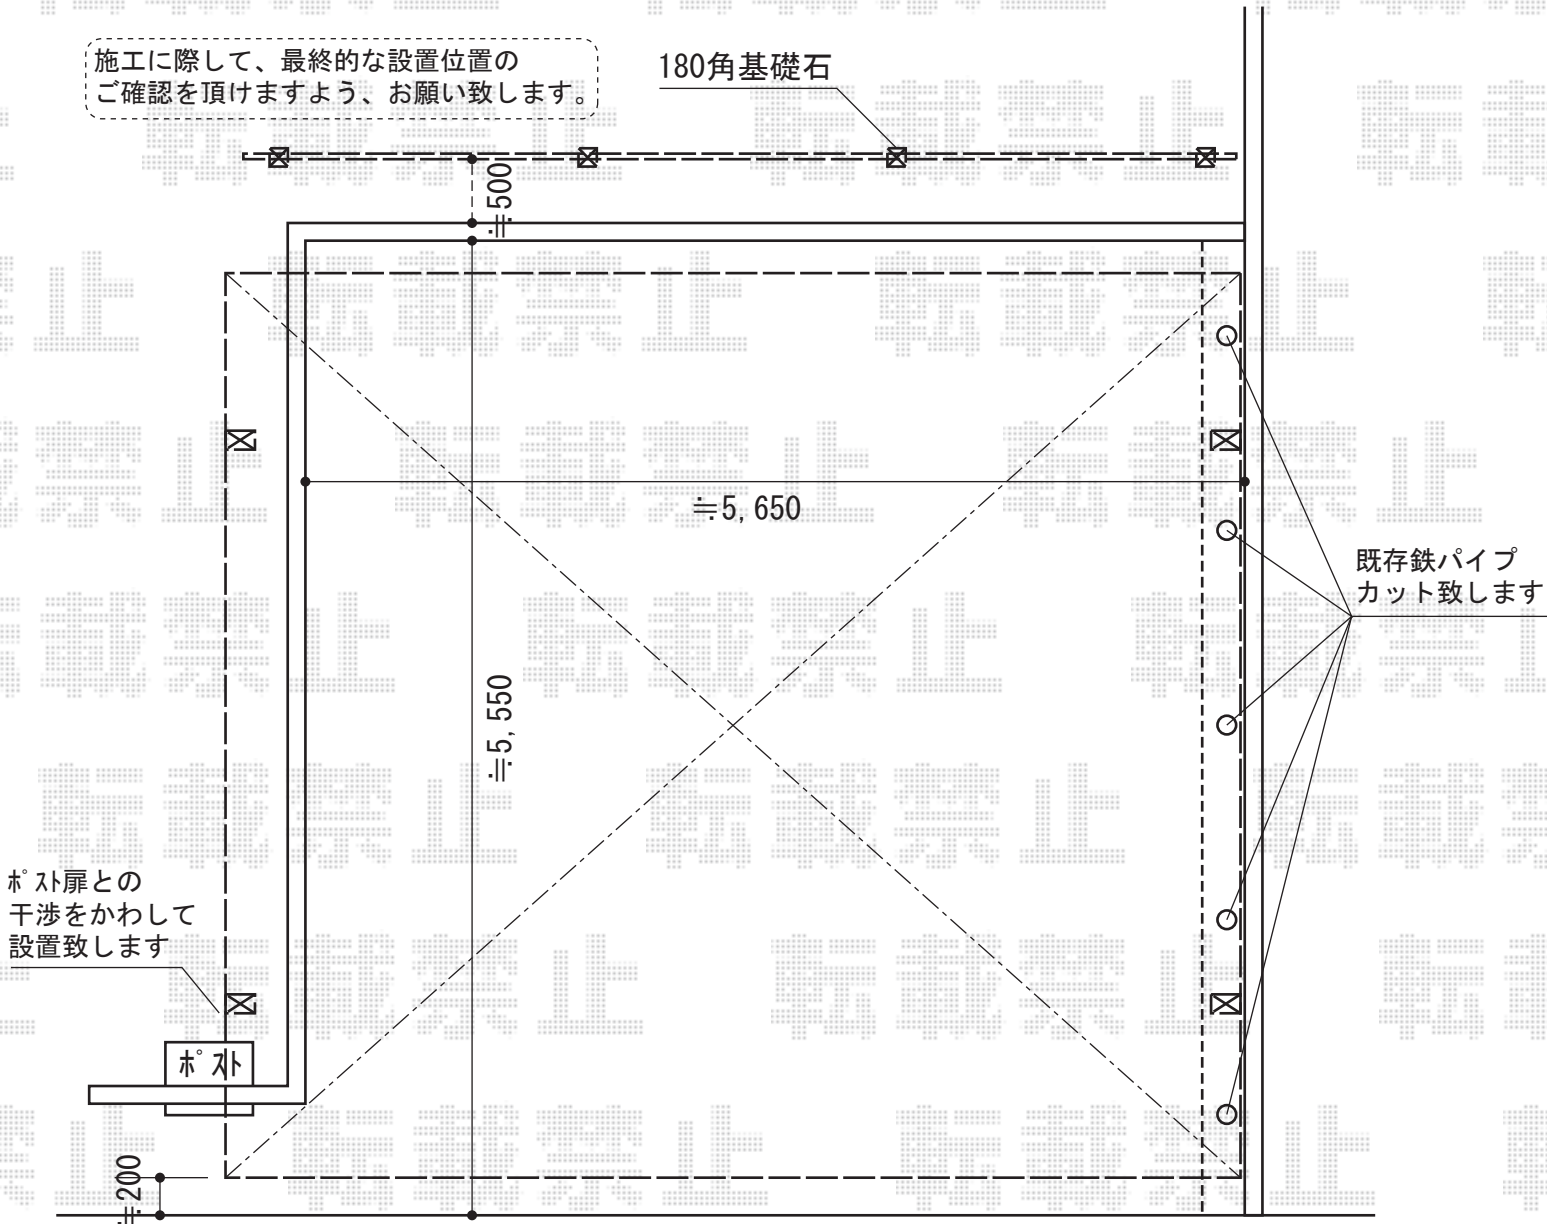 施工に際して、最終的な設置位置の
ご確認を頂けますよう、お願い致します。
180角基礎石
≒500
≒5,650
既存鉄パイプ
カット致します
≒5,550
ﾎﾟｽﾄ扉との
干渉をかわして
設置致します
ﾎﾟｽﾄ
≒200
転載禁止